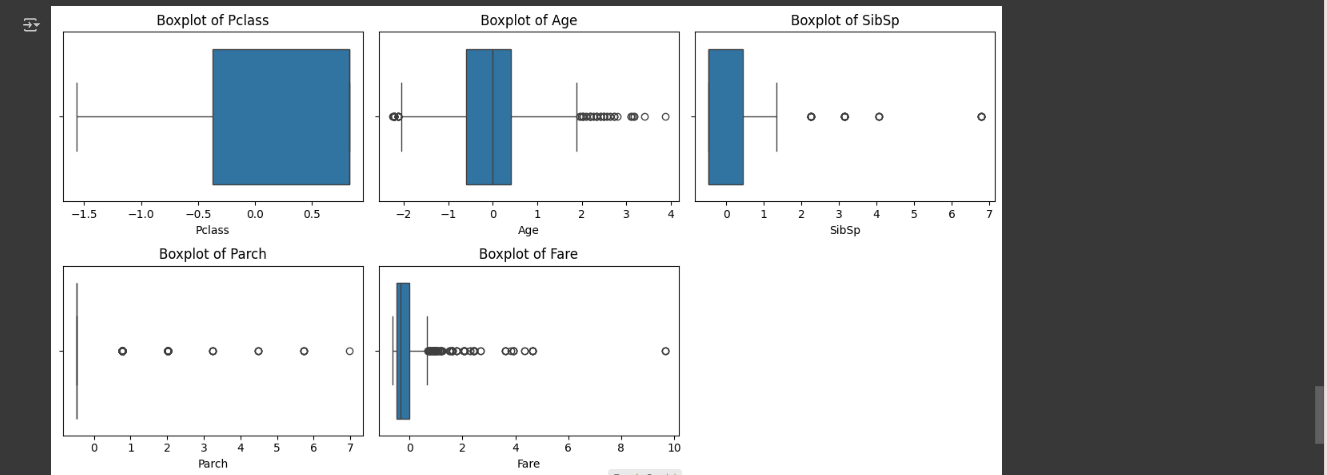 Boxplot of Pclass
Boxplot of Age
Boxplot of SibSp
−1.5 −1.0 −0.5 0.0 0.5
−2 −1 0 1 2 3 4
0 1 2 3 4 5 6 7
Pclass
Age
SibSp
Boxplot of Parch
Boxplot of Fare
0 1 2 3 4 5 6 7
0 2 4 6 8 10
Parch
Fare